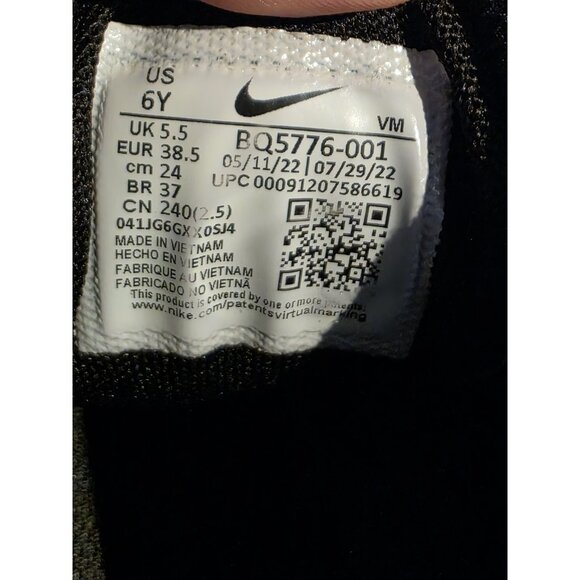 US
6Y
VM
UK 5.5
BQ5776-001
EUR 38.5
05/11/22 | 07/29/22
cm 24
UPC 00091207586619
BR 37
CN 240(2.5)
041JG6GXX0SJ4
MADE IN VIETNAM
HECHO EN VIETNAM
FABRIQUE AU VIETNAM
FABRICADO NO VIETNÃ
This product is covered by one or more patents.
www.nike.com/patentsvirtualmarking